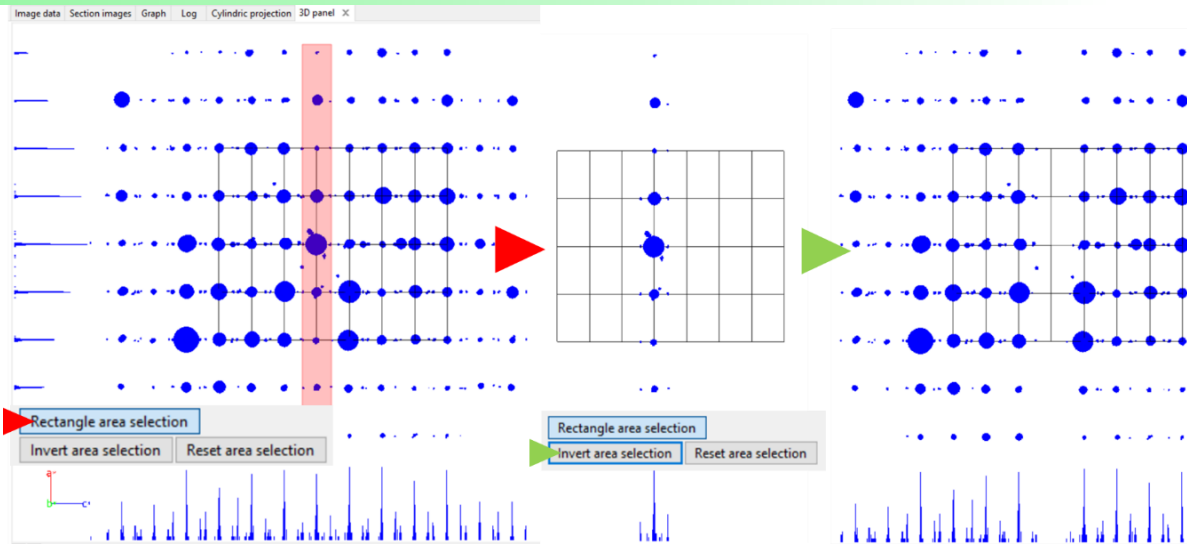 Image data Section images Graph Log Cylindric projection 3D panel X
Rectangle area selection
Invert area selection Reset area selection
Rectangle area selection
Invert area selection Reset area selection
a*
b* c*